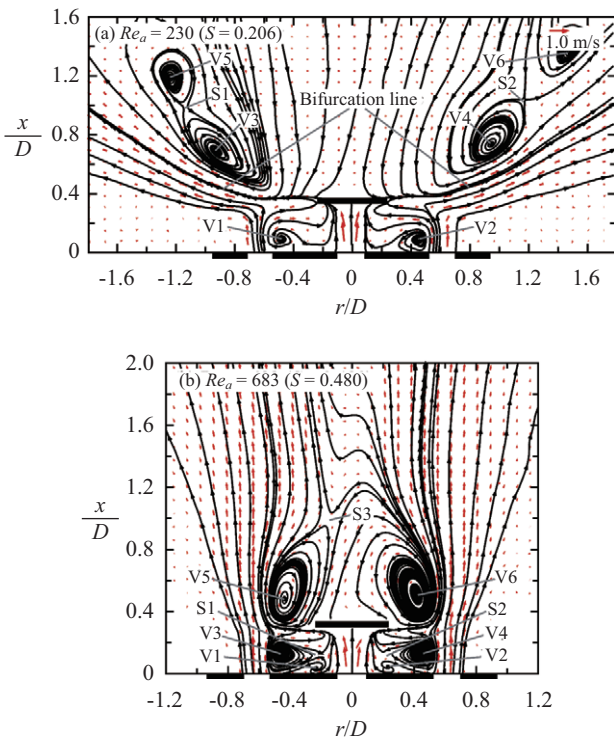 (a) Re_a = 230 (S = 0.206)
1.0 m/s
V5
V6
S1
S2
Bifurcation line
V3
V4
V1
V2
1.6
1.2
0.8
0.4
0
x/D
-1.6 -1.2 -0.8 -0.4 0 0.4 0.8 1.2 1.6
r/D
(b) Re_a = 683 (S = 0.480)
S3
V5
V6
S1
S2
V3
V4
V1
V2
2.0
1.6
1.2
0.8
0.4
0
x/D
-1.2 -0.8 -0.4 0 0.4 0.8 1.2
r/D